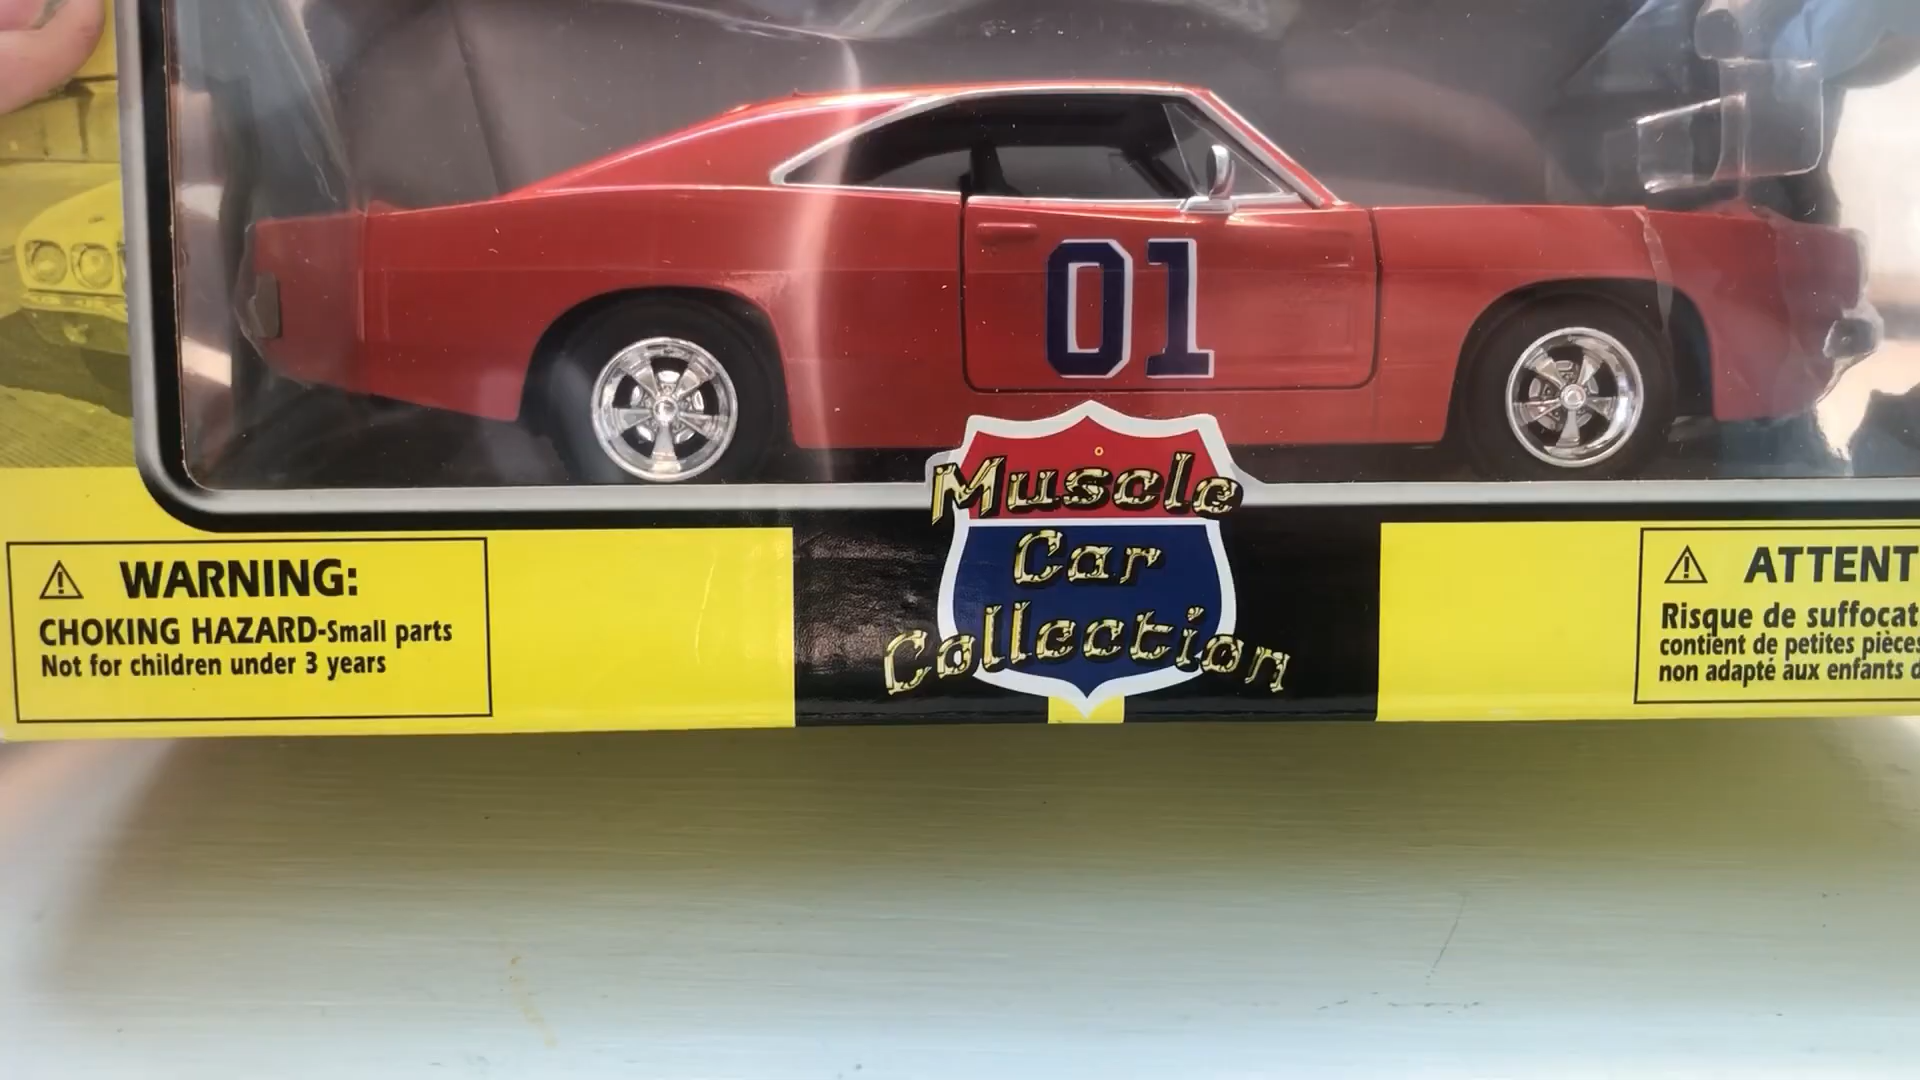 01
Muscle
Car
Collection
WARNING:
CHOKING HAZARD-Small parts
Not for children under 3 years
ATTENT
Risque de suffocat
contient de petites pièces
non adapté aux enfants d